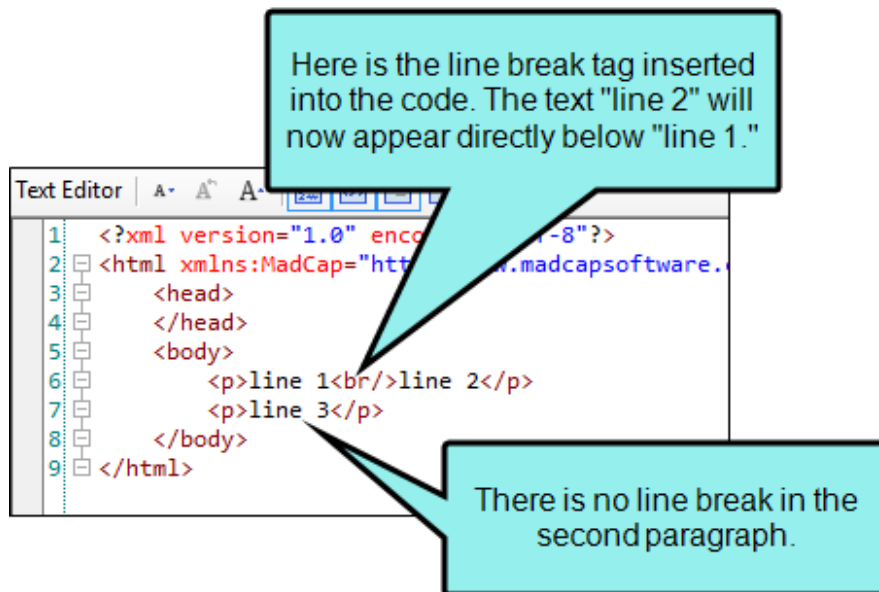 Here is the line break tag inserted
into the code. The text "line 2" will
now appear directly below "line 1."
Text Editor A A A
1 <?xml version="1.0" enco -8"?>
2 <html xmlns:MadCap="htt .madcapsoftware.
3 <head>
4 </head>
5 <body>
6 <p>line 1<br/>line 2</p>
7 <p>line 3</p>
8 </body>
9 </html>
There is no line break in the
second paragraph.